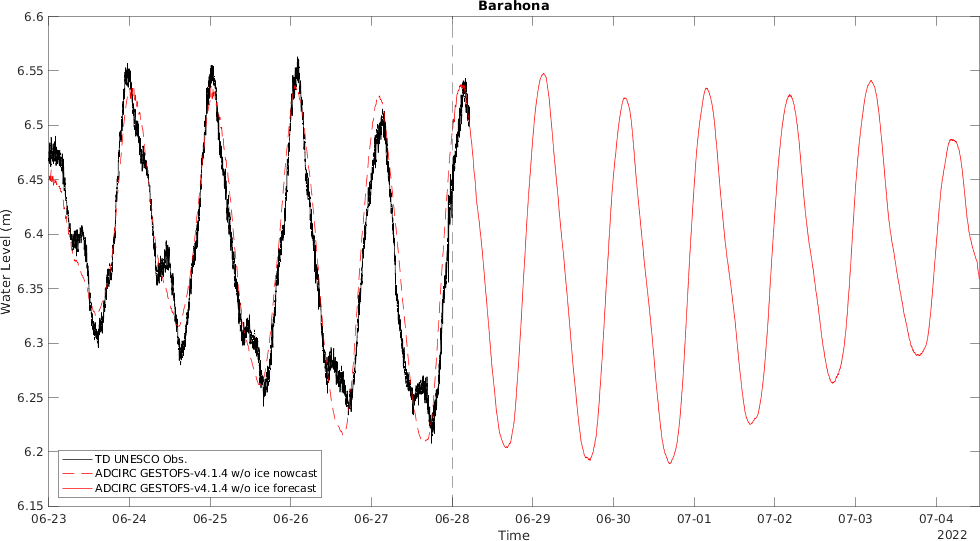 Barahona
6.6
6.55
6.5
6.45
6.4
6.35
6.3
6.25
6.2
6.15
Water Level (m)
TD UNESCO Obs.
ADCIRC GESTOFS-v4.1.4 w/o ice nowcast
ADCIRC GESTOFS-v4.1.4 w/o ice forecast
06-23 06-24 06-25 06-26 06-27 06-28 06-29 06-30 07-01 07-02 07-03 07-04
Time
2022